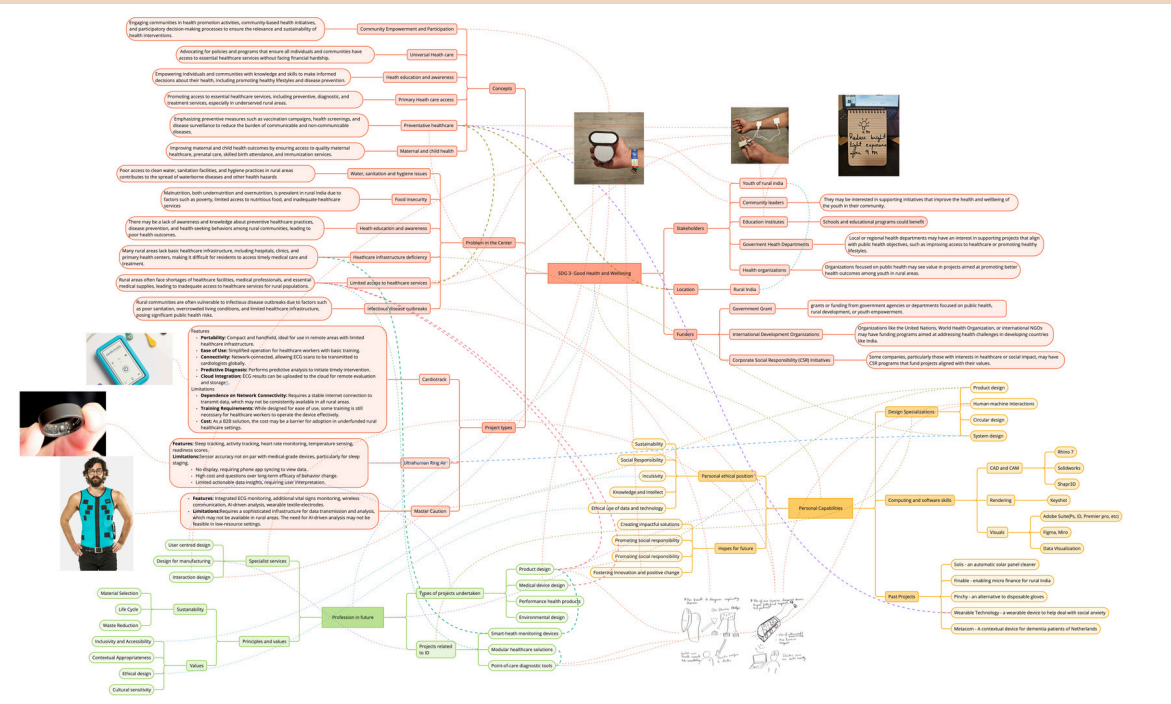 Engaging communities in health promotion activities, community-based health initiatives,
and participatory decision-making processes to ensure the relevance and sustainability of
health interventions.
Community Empowerment and Participation
Advocating for policies and programs that ensure all individuals and communities have
access to essential healthcare services without facing financial hardship.
Universal Heath care
Empowering individuals and communities with knowledge and skills to make informed
decisions about their health, including promoting healthy lifestyles and disease prevention.
Heath education and awareness
Promoting access to essential healthcare services, including preventive, diagnostic, and
treatment services, especially in underserved rural areas.
Primary Heath care access
Emphasizing preventive measures such as vaccination campaigns, health screenings, and
disease surveillance to reduce the burden of communicable and non-communicable
diseases.
Preventative healthcare
Improving maternal and child health outcomes by ensuring access to quality maternal
healthcare, prenatal care, skilled birth attendance, and immunization services.
Maternal and child health
Concepts
Poor access to clean water, sanitation facilities, and hygiene practices in rural areas
contributes to the spread of waterborne diseases and other health hazards
Water, sanitation and hygiene issues
Malnutrition, both undernutrition and overnutrition, is prevalent in rural India due to
factors such as poverty, limited access to nutritious food, and inadequate healthcare
services
Food Insecurity
There may be a lack of awareness and knowledge about preventive healthcare practices,
disease prevention, and health-seeking behaviors among rural communities, leading to
poor health outcomes.
Heath education and awareness
Many rural areas lack basic healthcare infrastructure, including hospitals, clinics, and
primary health centers, making it difficult for residents to access timely medical care and
treatment.
Heathcare infrastructure deficiency
Rural areas often face shortages of healthcare facilities, medical professionals, and essential
medical supplies, leading to inadequate access to healthcare services for rural populations.
Limited access to healthcare services
Rural communities are often vulnerable to infectious disease outbreaks due to factors such
as poor sanitation, overcrowded living conditions, and limited healthcare infrastructure,
posing significant public health risks.
Infectious disease outbreaks
Problem in the Center
SDG 3- Good Health and Wellbeing
Reduce bright
light exposure
Youth of rural india
Community leaders
They may be interested in supporting initiatives that improve the health and wellbeing of
the youth in their community.
Education Institutes
Schools and educational programs could benefit
Goverment Heath Departments
Local or regional health departments may have an interest in supporting projects that align
with public health objectives, such as improving access to healthcare or promoting healthy
lifestyles.
Health organizations
Organizations focused on public health may see value in projects aimed at promoting better
health outcomes among youth in rural areas.
Stakeholders
Location
Rural India
Funders
Government Grant
grants or funding from government agencies or departments focused on public health,
rural development, or youth empowerment.
International Development Organizations
Organizations like the United Nations, World Health Organization, or international NGOs
may have funding programs aimed at addressing health challenges in developing countries
like India.
Corporate Social Responsibility (CSR) Initiatives
Some companies, particularly those with interests in healthcare or social impact, may have
CSR programs that fund projects aligned with their values.
Features
• Portability: Compact and handheld, ideal for use in remote areas with limited
healthcare infrastructure.
• Ease of Use: Simplified operation for healthcare workers with basic training.
• Connectivity: Network-connected, allowing ECG scans to be transmitted to
cardiologists globally.
• Predictive Diagnosis: Performs predictive analysis to initiate timely intervention.
• Cloud Integration: ECG results can be uploaded to the cloud for remote evaluation
and storage.
Limitations
• Dependence on Network Connectivity: Requires a stable internet connection to
transmit data, which may not be consistently available in all rural areas.
• Training Requirements: While designed for ease of use, some training is still
necessary for healthcare workers to operate the device effectively.
• Cost: As a B2B solution, the cost may be a barrier for adoption in underfunded rural
healthcare settings.
Cardiotrack
Features: Sleep tracking, activity tracking, heart rate monitoring, temperature sensing,
readiness scores.
Limitations:Sensor accuracy not on par with medical-grade devices, particularly for sleep
staging.
• No display, requiring phone app syncing to view data.
• High cost and questions over long-term efficacy of behavior change.
• Limited actionable data insights, requiring user interpretation.
Ultrahuman Ring Air
• Features: Integrated ECG monitoring, additional vital signs monitoring, wireless
communication, AI-driven analysis, wearable textile-electrodes.
• Limitations:Requires a sophisticated infrastructure for data transmission and analysis,
which may not be available in rural areas. The need for AI-driven analysis may not be
feasible in low-resource settings.
Master Caution
Project types
Sustainability
Social Responsibility
Inculsivity
Knowledge and Intellect
Ethical use of data and technology
Personal ethical position
Creating impactful solutions
Promoting social responsibility
Promoting social responsibility
Fostering Innovation and positive change
Hopes for future
Personal Capabilities
Design Specializations
Product design
Human-machine Interactions
Circular design
System design
Computing and software skills
CAD and CAM
Rhino 7
Solidworks
Shapr3D
Rendering
Keyshot
Visuals
Adobe Suite(Ps, ID, Premier pro, etc)
Figma, Miro
Data Visualisation
Past Projects
Solis - an automatic solar panel cleaner
Finable - enabling micro finance for rural India
Pinchy - an alternative to disposable gloves
Wearable Technology - a wearable device to help deal with social anxiety
Metacom - A contextual device for dementia patients of Netherlands
User centred design
Design for manufacturing
Interaction design
Specialist services
Material Selection
Life Cycle
Waste Reduction
Sustanability
Inclusivity and Accessibility
Contextual Appropriateness
Ethical design
Cultural sensitivity
Values
Principles and values
Profession in future
Types of projects undertaken
Product design
Medical device design
Performance health products
Environmental design
Projects related
to ID
Smart-heath monitoring devices
Modular healthcare solutions
Point-of-care diagnostic tools